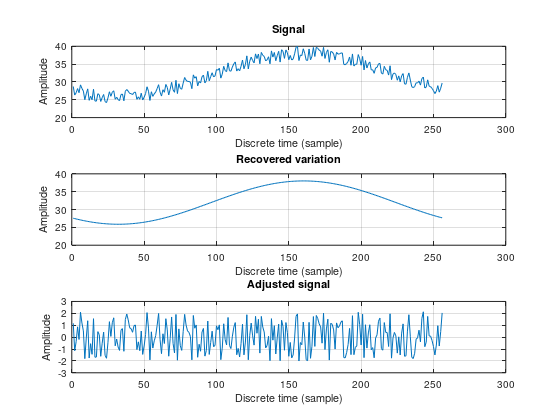 Signal
40
35
30
25
20
Amplitude
0 50 100 150 200 250 300
Discrete time (sample)
Recovered variation
40
35
30
25
20
Amplitude
0 50 100 150 200 250 300
Discrete time (sample)
Adjusted signal
3
2
1
0
-1
-2
-3
Amplitude
0 50 100 150 200 250 300
Discrete time (sample)